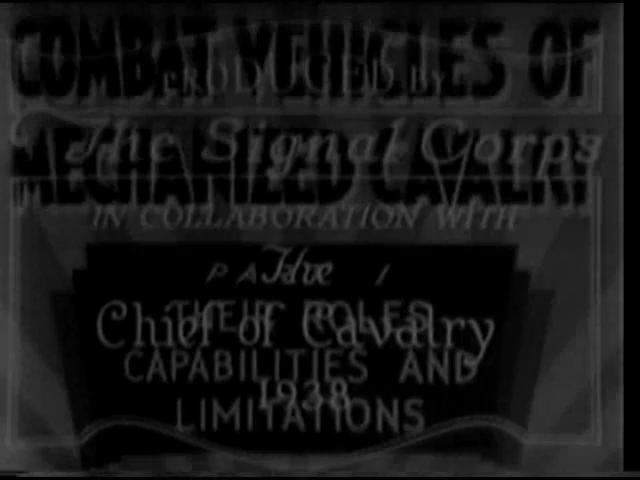 COMBAT VEHICLES OF
PRODUCED BY
The Signal Corps
MECHANIZED CAVALRY
IN COLLABORATION WITH
The
PART I
THEIR ROLES
Chief of Cavalry
CAPABILITIES AND
1938
LIMITATIONS